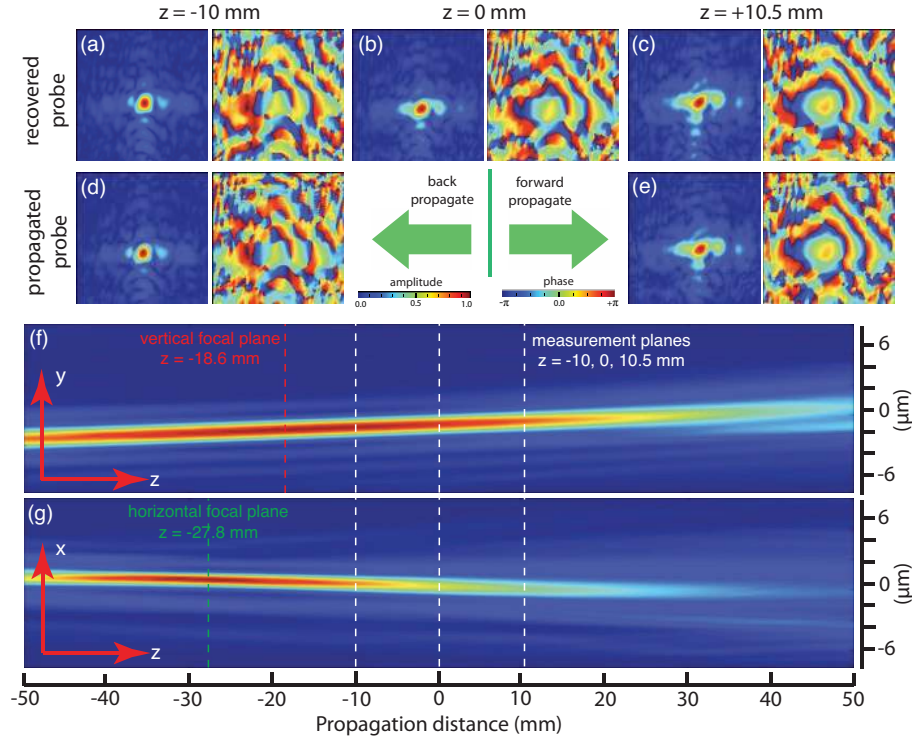 z = -10 mm
z = 0 mm
z = +10.5 mm
recovered
probe
(a)
(b)
(c)
propagated
probe
(d)
back
propagate
forward
propagate
(e)
amplitude
0.0 0.5 1.0
phase
-π 0.0 +π
(f)
vertical focal plane
z = -18.6 mm
measurement planes
z = -10, 0, 10.5 mm
y
z
6
0
-6
(µm)
(g)
horizontal focal plane
z = -27.8 mm
x
z
6
0
-6
(µm)
-50 -40 -30 -20 -10 0 10 20 30 40 50
Propagation distance (mm)